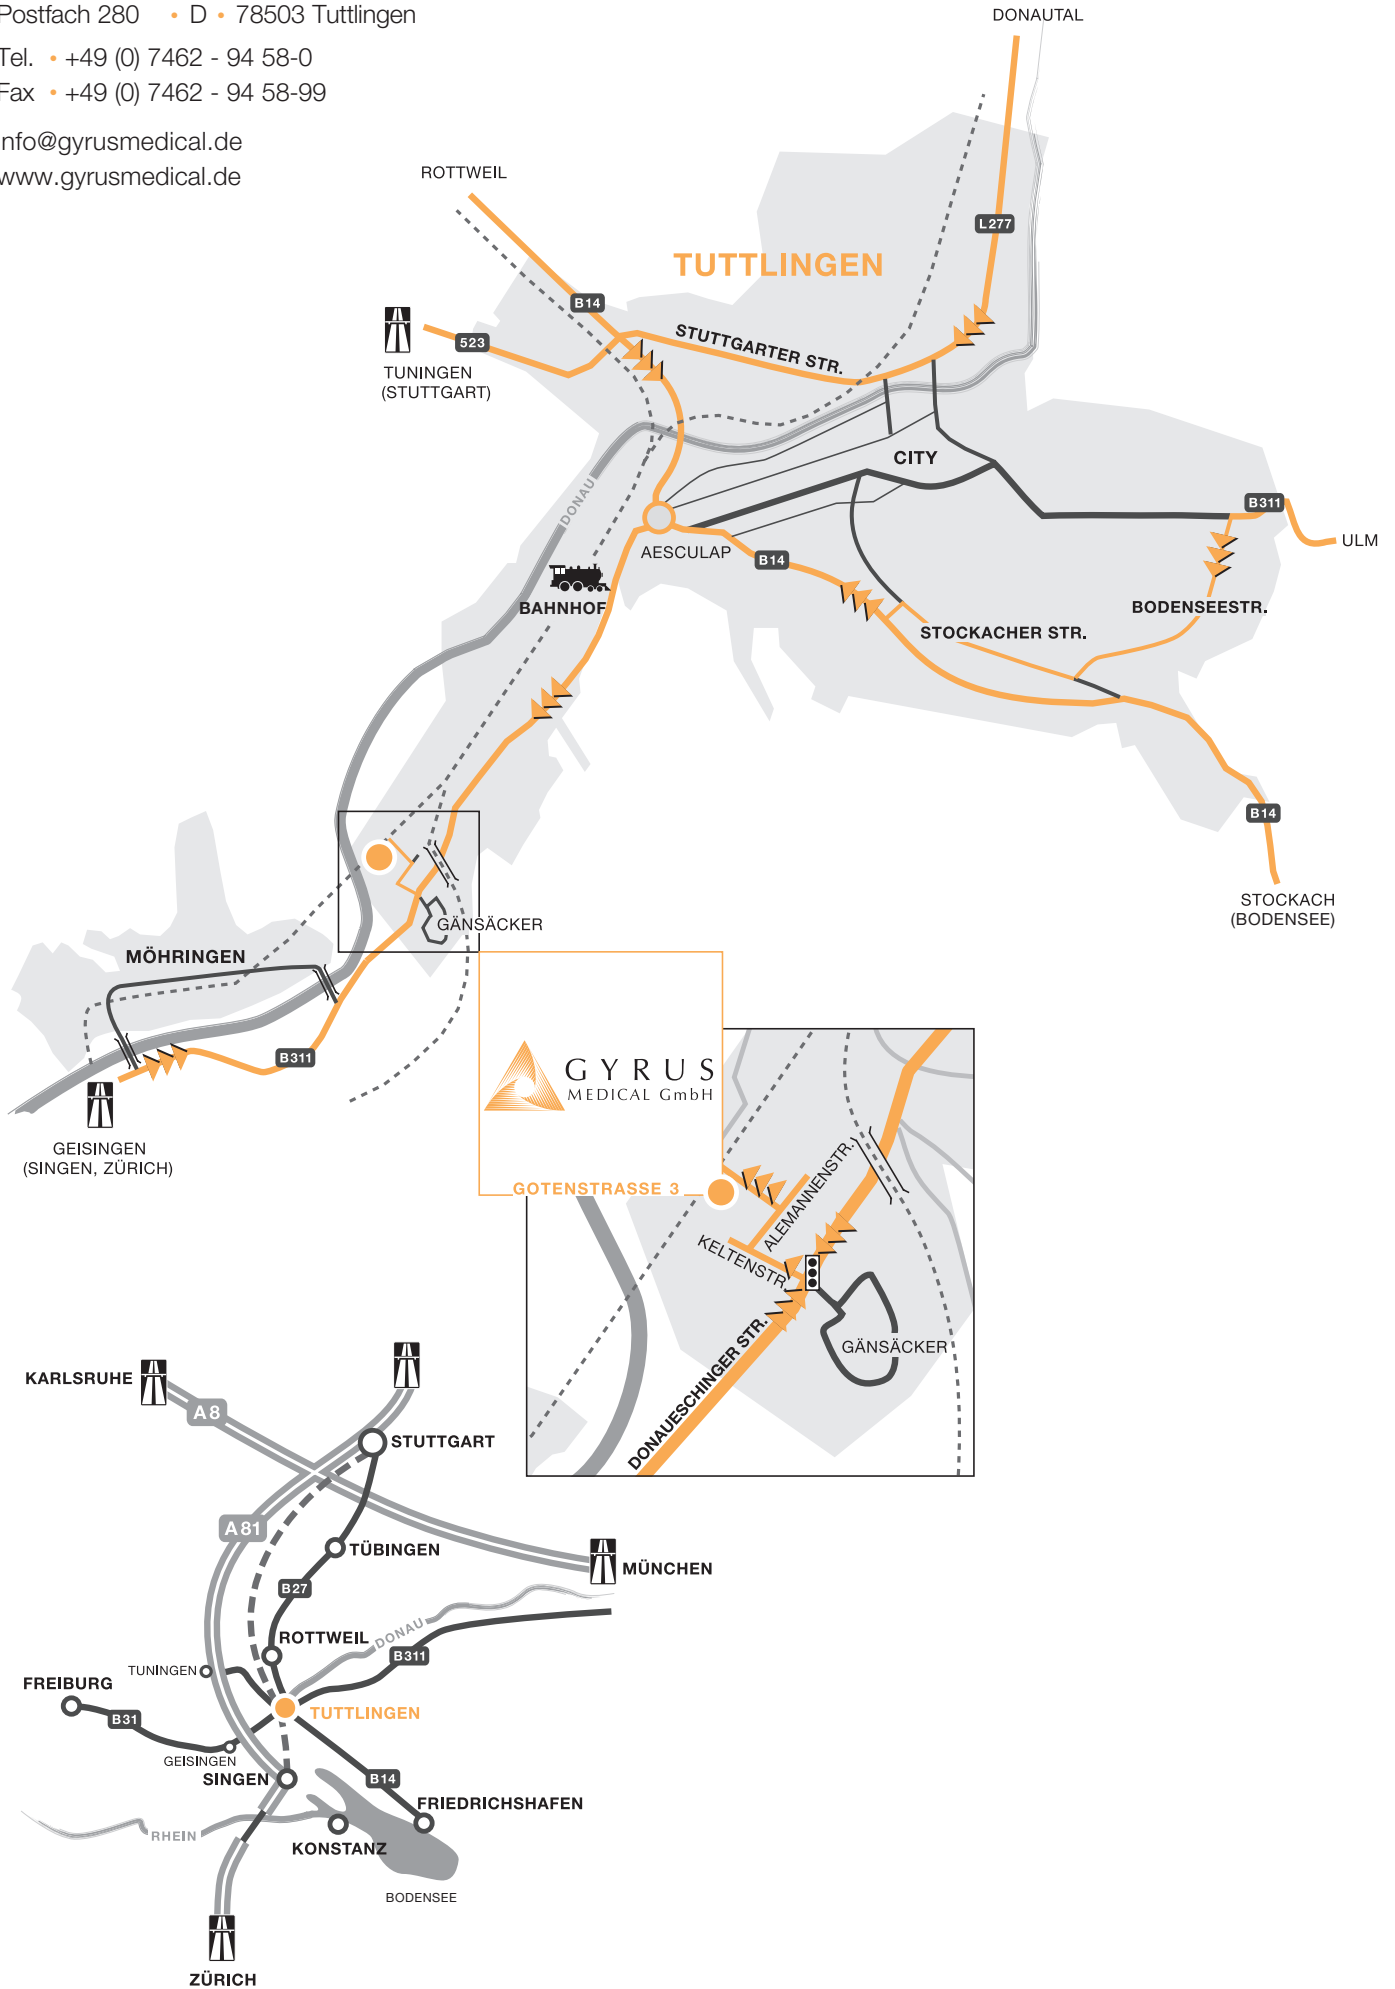 Postfach 280 • D • 78503 Tuttlingen
Tel. • +49 (0) 7462 - 94 58-0
Fax • +49 (0) 7462 - 94 58-99
info@gyrusmedical.de
www.gyrusmedical.de
DONAUTAL
ROTTWEIL
L277
TUTTLINGEN
B14
523
STUTTGARTER STR.
TUNINGEN
(STUTTGART)
CITY
DONAU
B311
ULM
AESCULAP
B14
BAHNHOF
BODENSEESTR.
STOCKACHER STR.
B14
STOCKACH
(BODENSEE)
GÄNSÄCKER
MÖHRINGEN
B311
GEISINGEN
(SINGEN, ZÜRICH)
GYRUS
MEDICAL GmbH
GOTENSTRASSE 3
ALEMANNENSTR.
KELTENSTR.
GÄNSÄCKER
DONAUESCHINGER STR.
KARLSRUHE
A8
STUTTGART
A81
TÜBINGEN
MÜNCHEN
B27
DONAU
ROTTWEIL
B311
TUNINGEN
FREIBURG
TUTTLINGEN
B31
GEISINGEN
SINGEN
B14
FRIEDRICHSHAFEN
RHEIN
KONSTANZ
BODENSEE
ZÜRICH